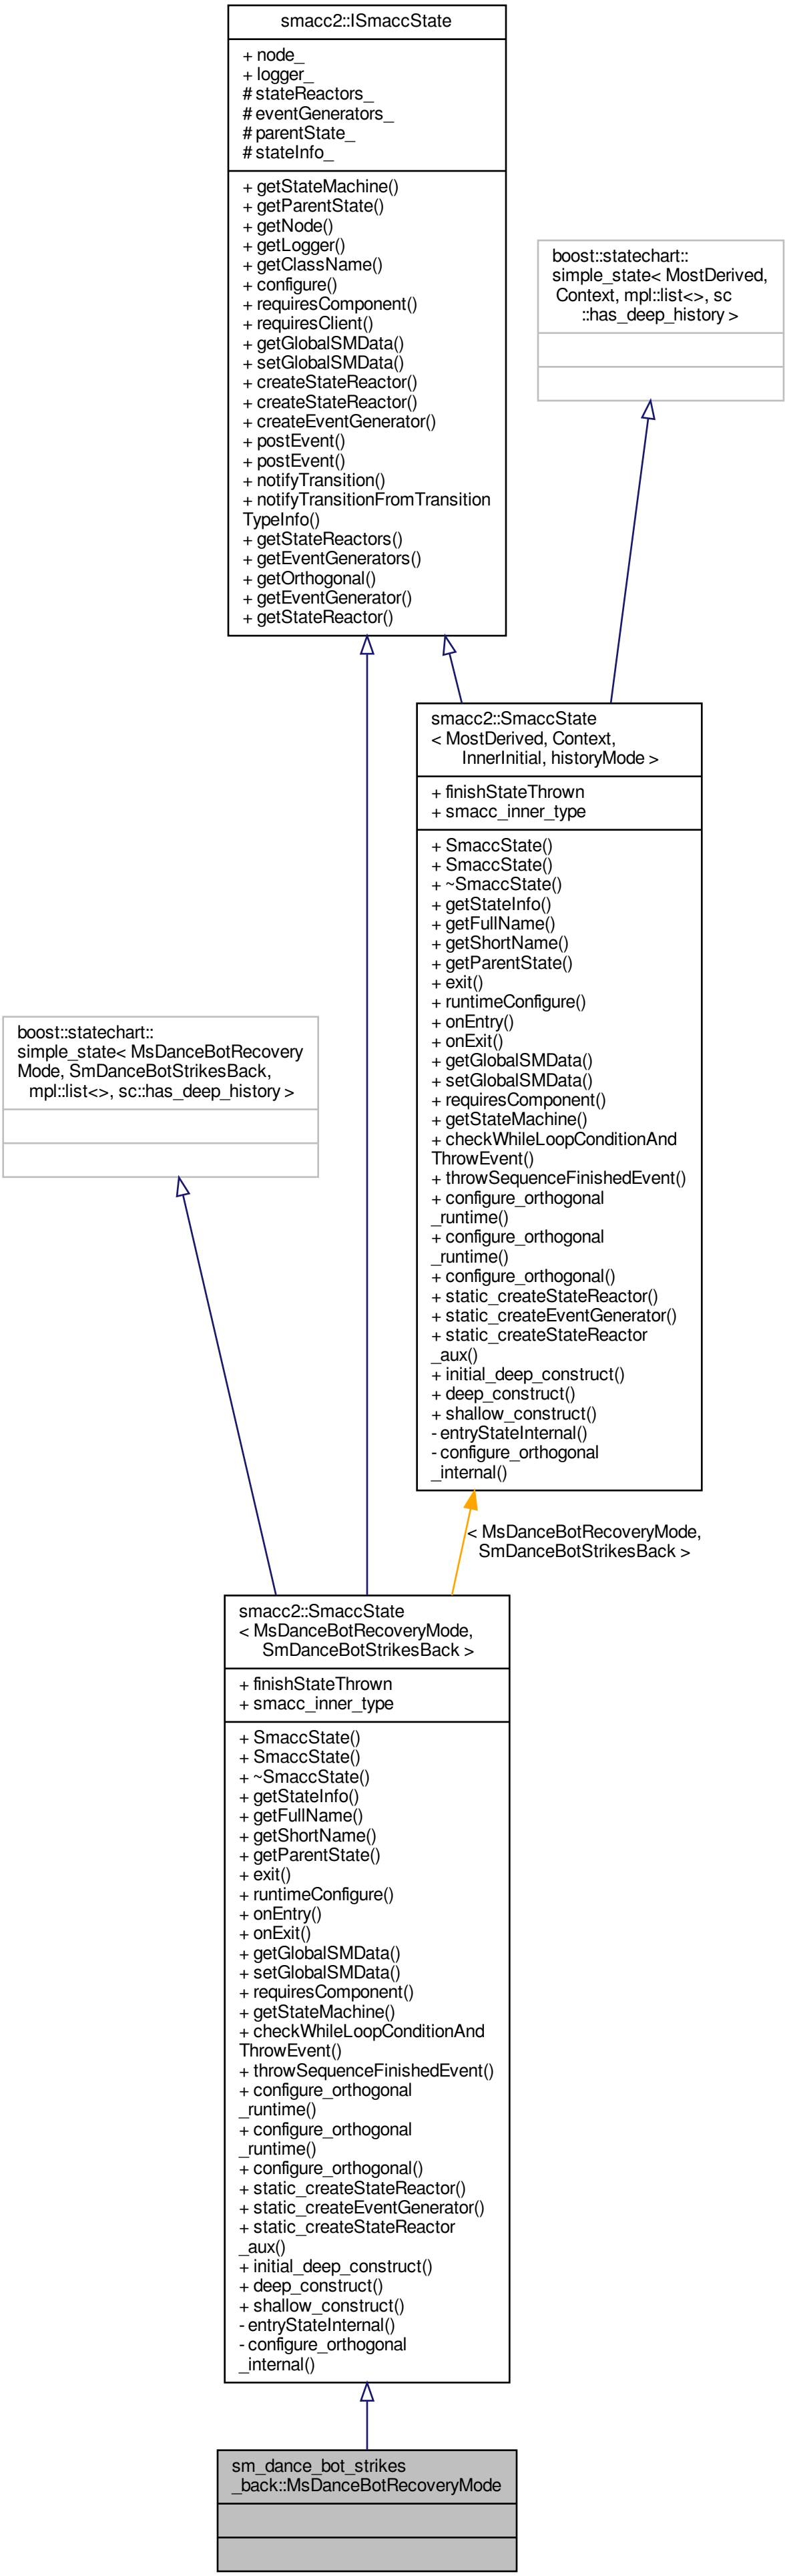 smacc2::ISmaccState
+ node_
+ logger_
# stateReactors_
# eventGenerators_
# parentState_
# stateInfo_
+ getStateMachine()
+ getParentState()
+ getNode()
+ getLogger()
+ getClassName()
+ configure()
+ requiresComponent()
+ requiresClient()
+ getGlobalSMData()
+ setGlobalSMData()
+ createStateReactor()
+ createStateReactor()
+ createEventGenerator()
+ postEvent()
+ postEvent()
+ notifyTransition()
+ notifyTransitionFromTransition
TypeInfo()
+ getStateReactors()
+ getEventGenerators()
+ getOrthogonal()
+ getEventGenerator()
+ getStateReactor()
boost::statechart::
simple_state< MostDerived,
Context, mpl::list<>, sc
::has_deep_history >
smacc2::SmaccState
< MostDerived, Context,
InnerInitial, historyMode >
+ finishStateThrown
+ smacc_inner_type
+ SmaccState()
+ SmaccState()
+ ~SmaccState()
+ getStateInfo()
+ getFullName()
+ getShortName()
+ getParentState()
+ exit()
+ runtimeConfigure()
+ onEntry()
+ onExit()
+ getGlobalSMData()
+ setGlobalSMData()
+ requiresComponent()
+ getStateMachine()
+ checkWhileLoopConditionAnd
ThrowEvent()
+ throwSequenceFinishedEvent()
+ configure_orthogonal
_runtime()
+ configure_orthogonal
_runtime()
+ configure_orthogonal()
+ static_createStateReactor()
+ static_createEventGenerator()
+ static_createStateReactor
_aux()
+ initial_deep_construct()
+ deep_construct()
+ shallow_construct()
- entryStateInternal()
- configure_orthogonal
_internal()
boost::statechart::
simple_state< MsDanceBotRecovery
Mode, SmDanceBotStrikesBack,
mpl::list<>, sc::has_deep_history >
< MsDanceBotRecoveryMode,
SmDanceBotStrikesBack >
smacc2::SmaccState
< MsDanceBotRecoveryMode,
SmDanceBotStrikesBack >
+ finishStateThrown
+ smacc_inner_type
+ SmaccState()
+ SmaccState()
+ ~SmaccState()
+ getStateInfo()
+ getFullName()
+ getShortName()
+ getParentState()
+ exit()
+ runtimeConfigure()
+ onEntry()
+ onExit()
+ getGlobalSMData()
+ setGlobalSMData()
+ requiresComponent()
+ getStateMachine()
+ checkWhileLoopConditionAnd
ThrowEvent()
+ throwSequenceFinishedEvent()
+ configure_orthogonal
_runtime()
+ configure_orthogonal
_runtime()
+ configure_orthogonal()
+ static_createStateReactor()
+ static_createEventGenerator()
+ static_createStateReactor
_aux()
+ initial_deep_construct()
+ deep_construct()
+ shallow_construct()
- entryStateInternal()
- configure_orthogonal
_internal()
sm_dance_bot_strikes
_back::MsDanceBotRecoveryMode